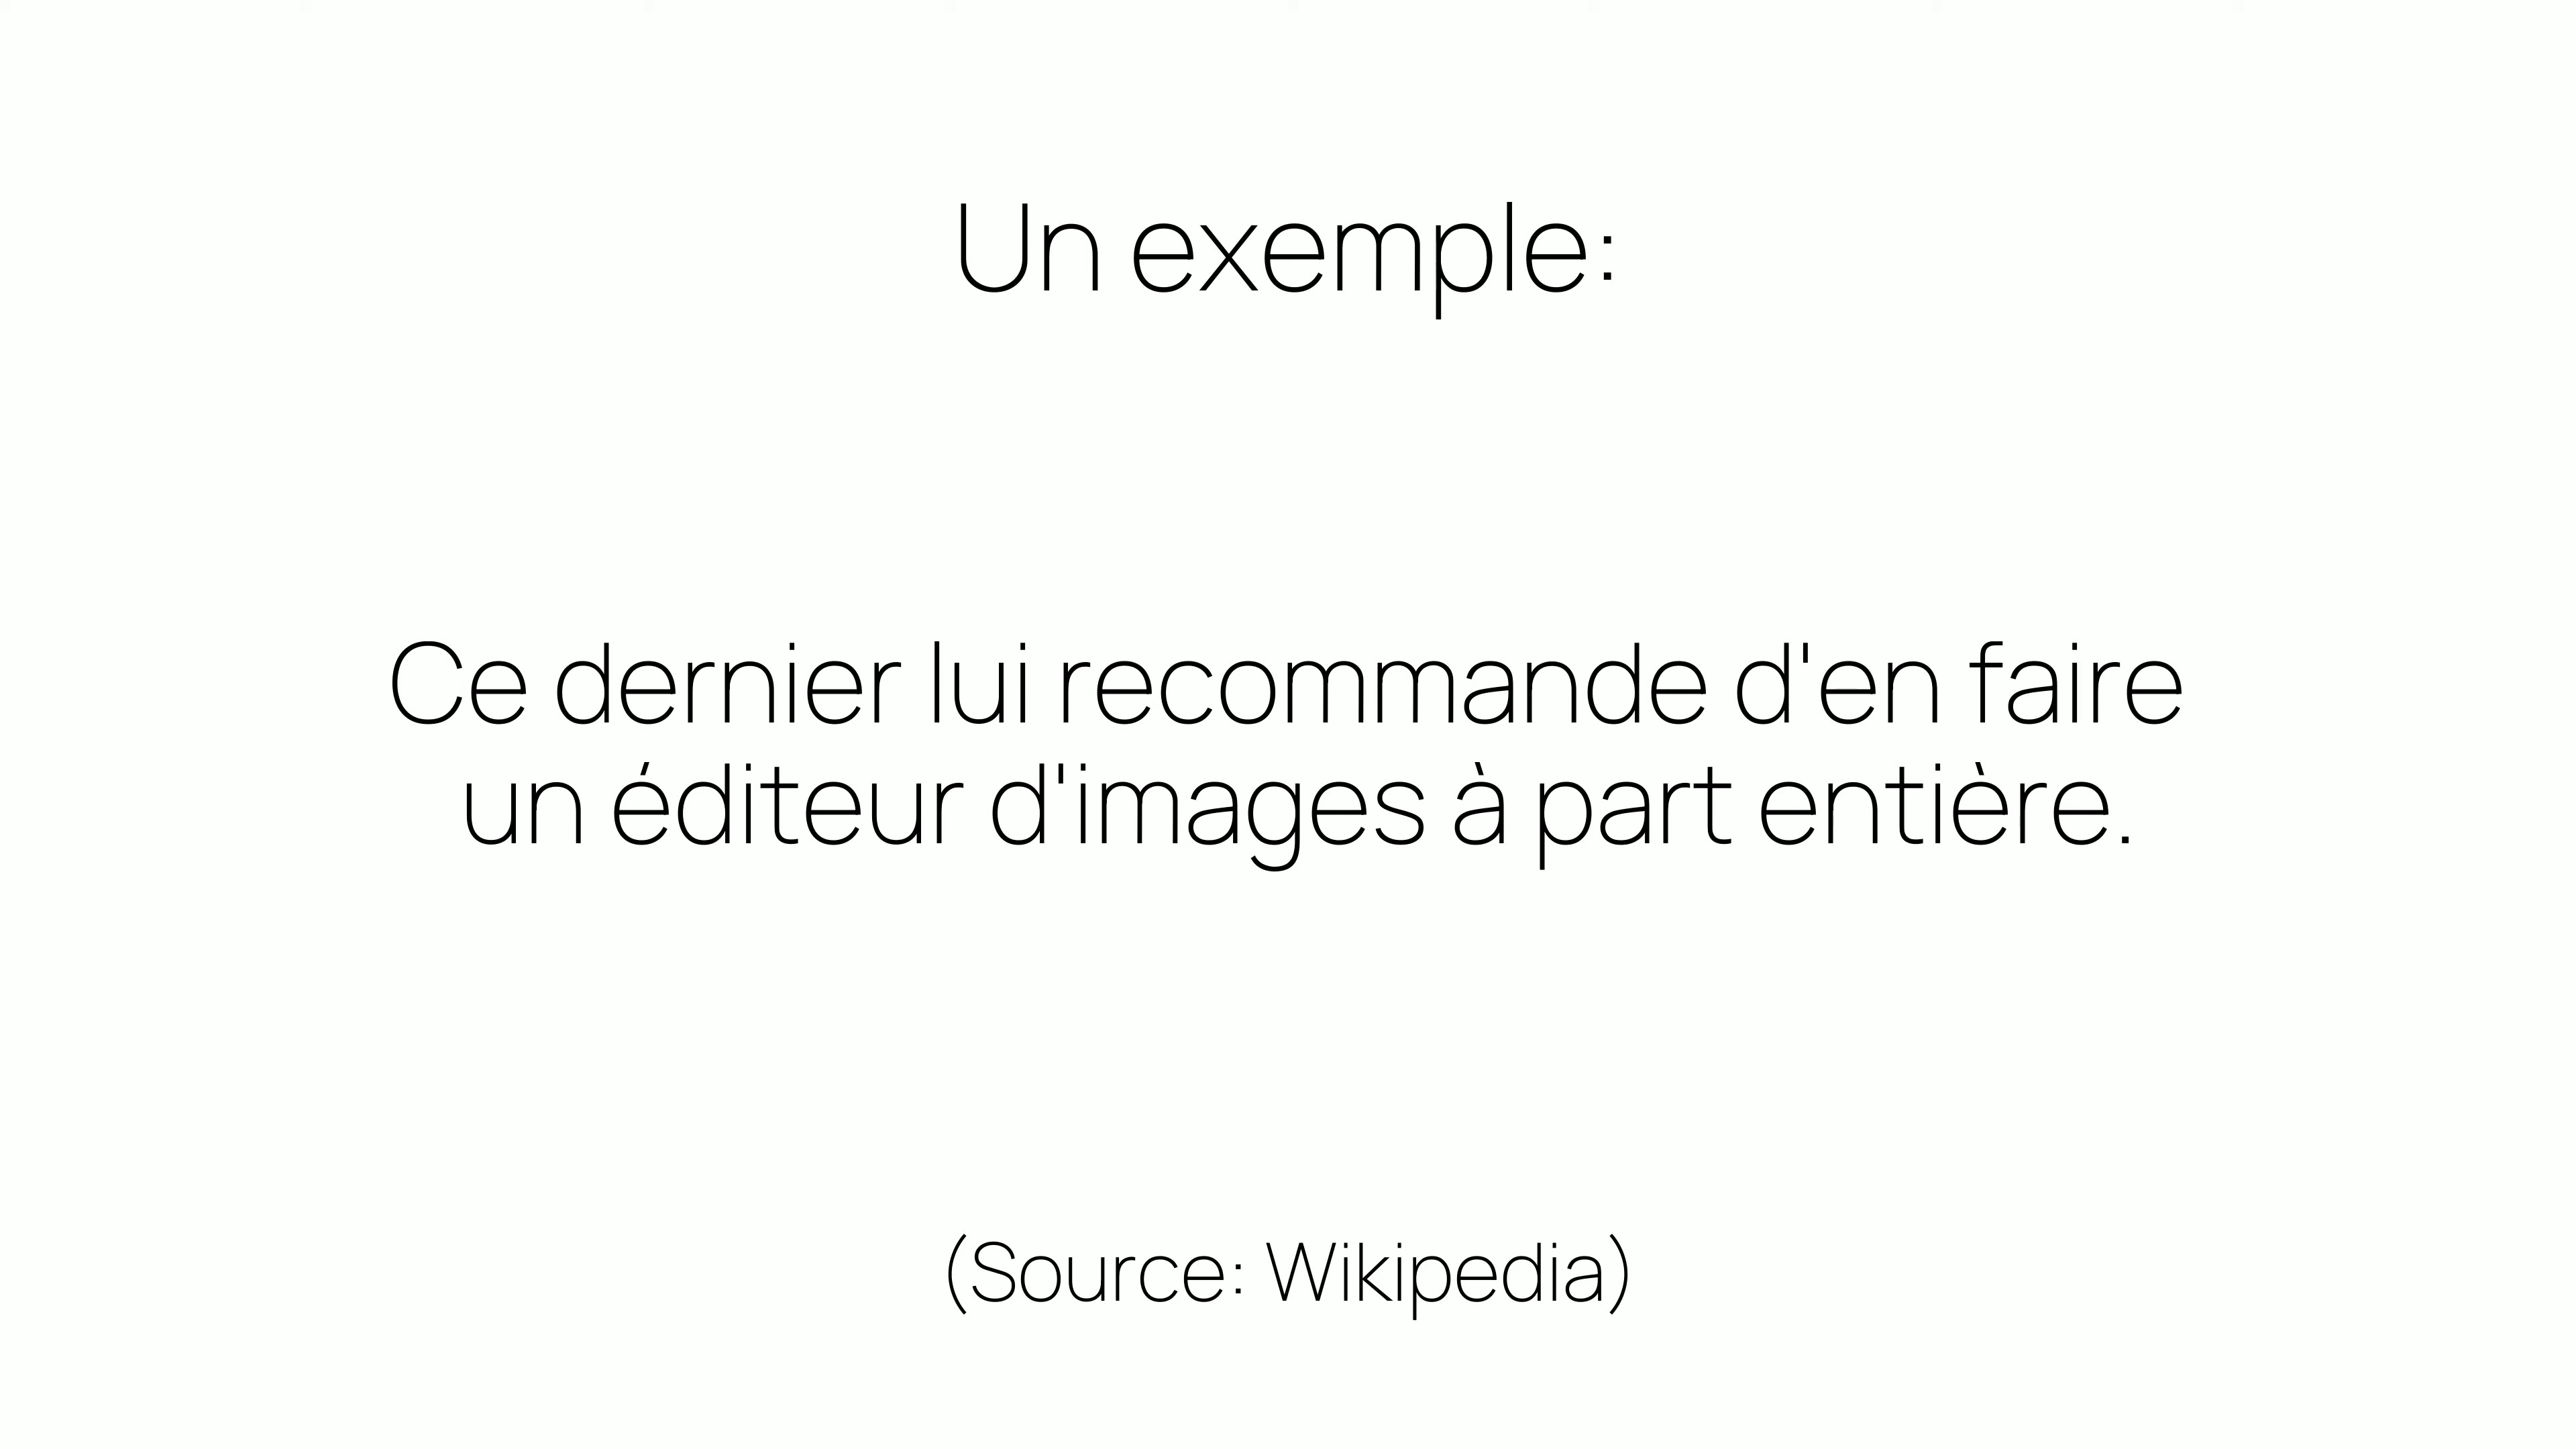 Un exemple:
Ce dernier lui recommande d'en faire
un éditeur d'images à part entière.
(Source: Wikipedia)